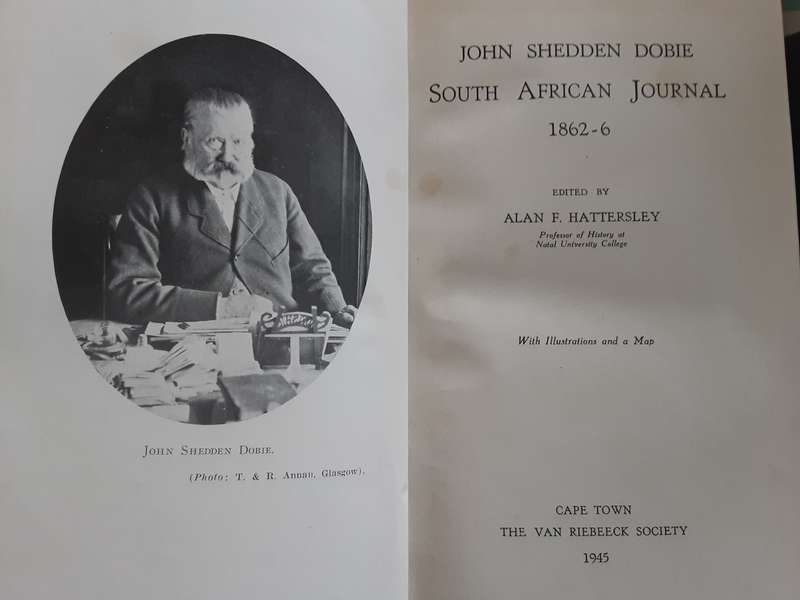 JOHN SHEDDEN DOBIE.
(Photo: T. & R. Annan, Glasgow).
JOHN SHEDDEN DOBIE
SOUTH AFRICAN JOURNAL
1862-6
EDITED BY
ALAN F. HATTERSLEY
Professor of History at
Natal University College
With Illustrations and a Map
CAPE TOWN
THE VAN RIEBEECK SOCIETY
1945